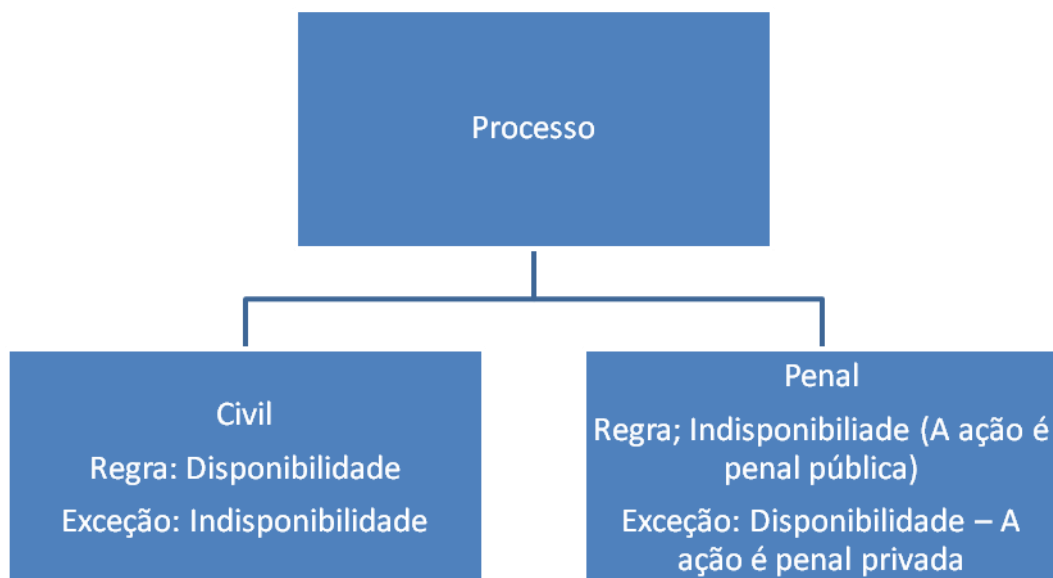 Processo
Civil
Regra: Disponibilidade
Exceção: Indisponibilidade
Penal
Regra; Indisponibiliade (A ação é
penal pública)
Exceção: Disponibilidade – A
ação é penal privada